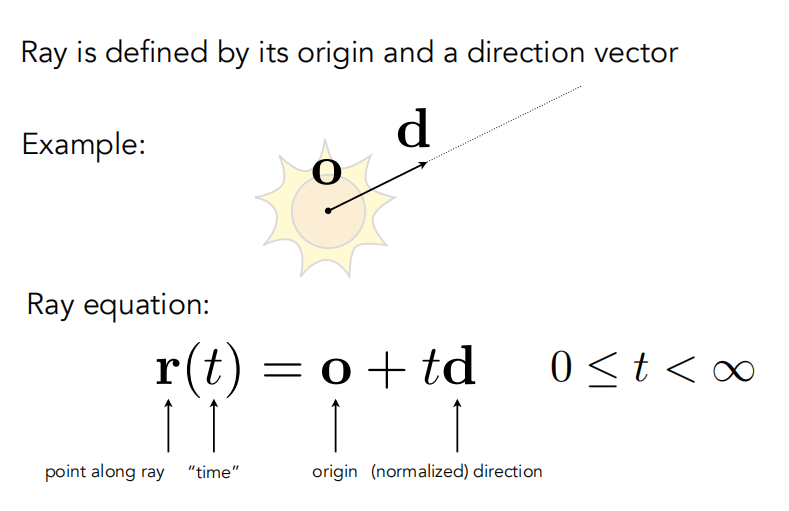 Ray is defined by its origin and a direction vector
Example:
d
o
Ray equation:
r(t) = o + td 0 ≤ t < ∞
point along ray "time" origin (normalized) direction